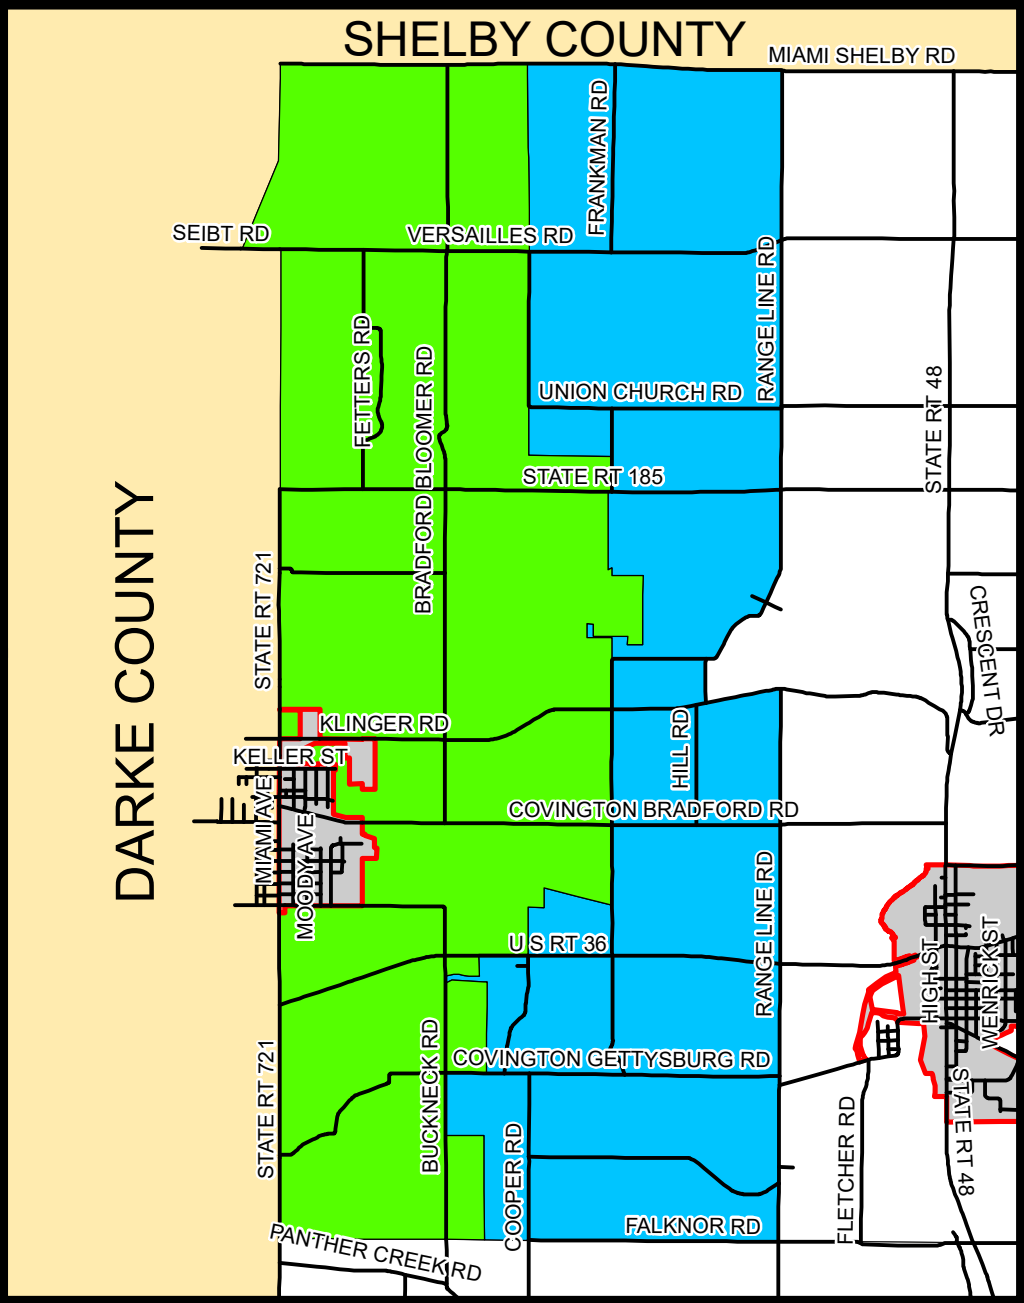 SHELBY COUNTY
MIAMI SHELBY RD
FRANKMAN RD
SEIBT RD
VERSAILLES RD
RANGE LINE RD
FETTERS RD
BRADFORD BLOOMER RD
UNION CHURCH RD
STATE RT 48
STATE RT 185
DARKE COUNTY
STATE RT 721
CRESCENT DR
KLINGER RD
HILL RD
KELLER ST
MIAMI AVE
MOODY AVE
COVINGTON BRADFORD RD
RANGE LINE RD
U S RT 36
HIGH ST
WENRICK ST
BUCKNECK RD
COVINGTON GETTYSBURG RD
STATE RT 721
COOPER RD
FLETCHER RD
STATE RT 48
FALKNOR RD
PANTHER CREEK RD